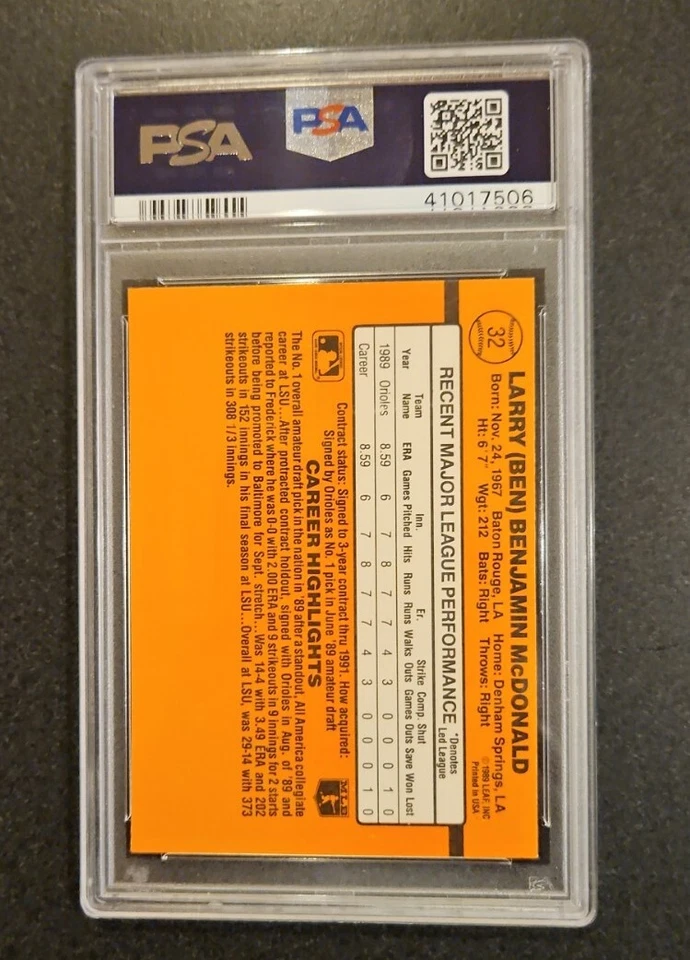 PSA
PSA
41017506
32
LARRY (BEN) BENJAMIN McDONALD
Born: Nov. 24, 1967 Baton Rouge, LA Home: Denham Springs, LA
Ht: 6' 7" Wgt: 212 Bats: Right Throws: Right
© 1989 LEAF, INC.
Printed in USA
RECENT MAJOR LEAGUE PERFORMANCE
*Denotes
Led League
Team Inn. Er. Strike Comp. Shut
Year Name ERA Games Pitched Hits Runs Runs Walks Outs Games Outs Save Won Lost
1989 Orioles 8.59 6 7 8 7 7 4 3 0 0 0 1 0
Career 8.59 6 7 8 7 7 4 3 0 0 0 1 0
Contract status: Signed to 3-year contract thru 1991. How acquired:
Signed by Orioles as No. 1 pick in June '89 amateur draft
CAREER HIGHLIGHTS
MLB
The No. 1 overall amateur draft pick in the nation in '89 after a standout, All America collegiate
career at LSU...After protracted contract holdout, signed with Orioles in Aug. of '89 and
reported to Frederick where he was 0-0 with 2.00 ERA and 9 strikeouts in 9 innings for 2 starts
before being promoted to Baltimore for Sept. stretch...Was 14-4 with 3.49 ERA and 202
strikeouts in 152 innings in his final season at LSU...Overall at LSU, was 29-14 with 373
strikeouts in 308 1/3 innings.